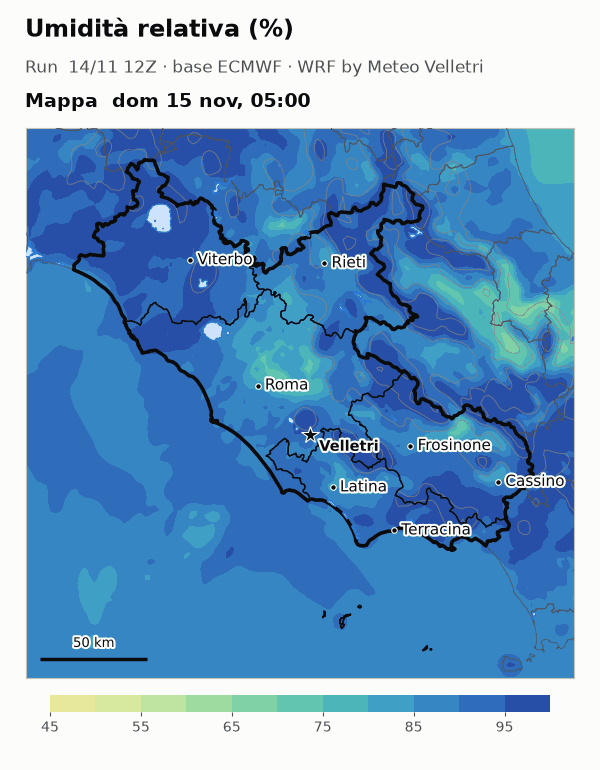 Umidità relativa (%)
Run  14/11 12Z · base ECMWF · WRF by Meteo Velletri
Mappa  dom 15 nov, 05:00
Viterbo
Rieti
Roma
Velletri
Frosinone
Cassino
Latina
Terracina
50 km
45 55 65 75 85 95